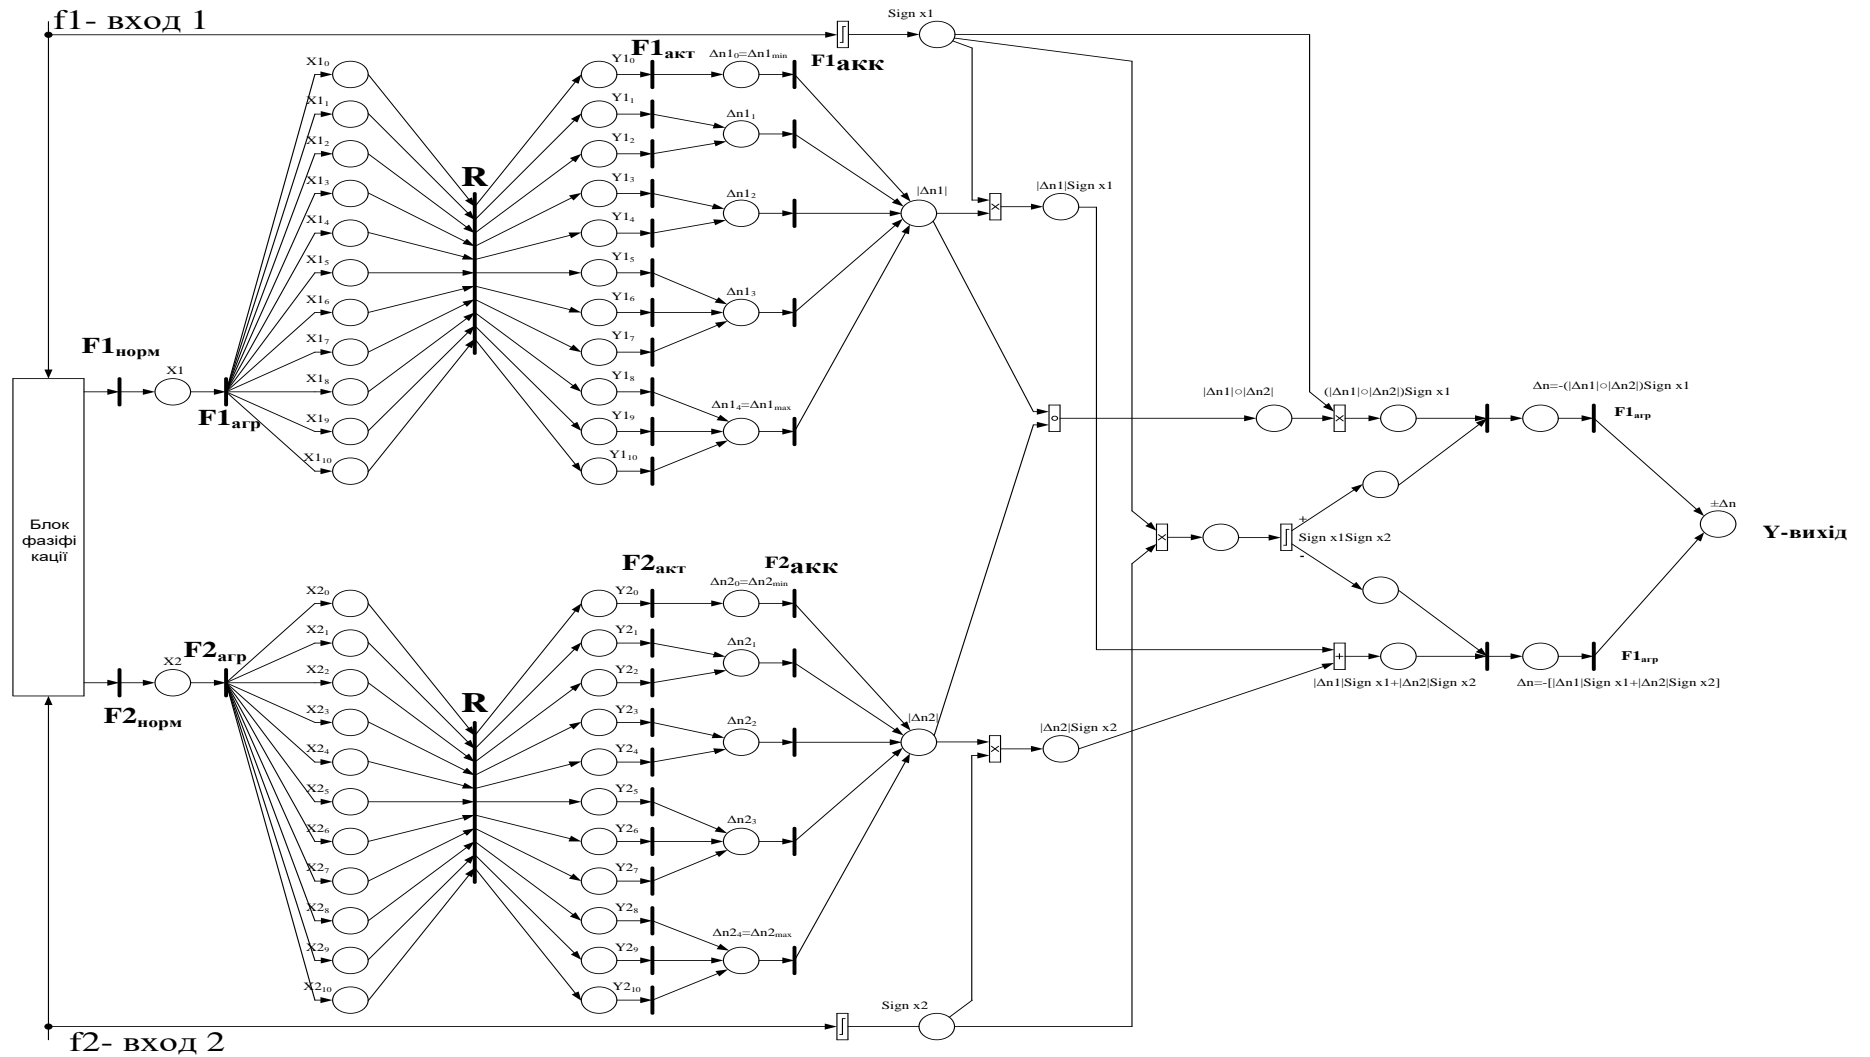 f1- вход 1
Sign x1
F1акт
F1акк
X1₀
Y1₀
Δn1₀=Δn1min
X1₁
Y1₁
Δn1₁
X1₂
Y1₂
R
X1₃
Y1₃
Δn1₂
|Δn1|
|Δn1|Sign x1
x
X1₄
Y1₄
X1₅
Y1₅
X1₆
Y1₆
Δn1₃
X1₇
Y1₇
F1норм
X1
F1агр
X1₈
Y1₈
X1₉
Y1₉
Δn1₄=Δn1max
X1₁₀
Y1₁₀
o
|Δn1|○|Δn2|
x
(|Δn1|○|Δn2|)Sign x1
Δn=-(|Δn1|○|Δn2|)Sign x1
F1агр
Блок
фазіфі
кації
x
+
Sign x1Sign x2
-
±Δn
Y-вихід
F2акт
F2акк
X2₀
Y2₀
Δn2₀=Δn2min
X2₁
Y2₁
Δn2₁
F2агр
X2
F2норм
X2₂
Y2₂
R
X2₃
Y2₃
Δn2₂
|Δn2|
x
|Δn2|Sign x2
+
|Δn1|Sign x1+|Δn2|Sign x2
F1агр
Δn=-[|Δn1|Sign x1+|Δn2|Sign x2]
X2₄
Y2₄
X2₅
Y2₅
X2₆
Y2₆
Δn2₃
X2₇
Y2₇
X2₈
Y2₈
X2₉
Y2₉
Δn2₄=Δn2max
X2₁₀
Y2₁₀
Sign x2
f2- вход 2